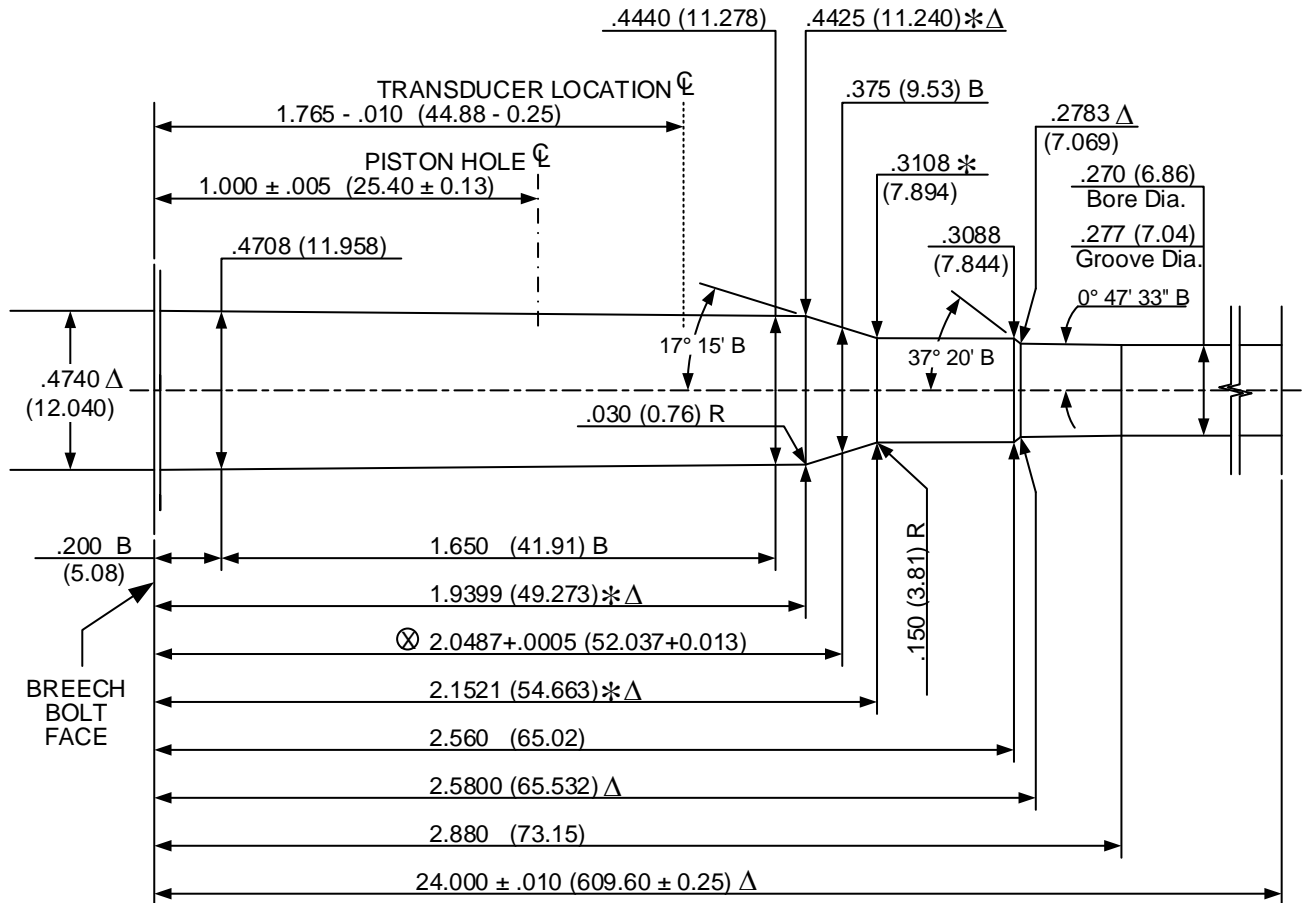 .4440 (11.278)
.4425 (11.240)✻Δ
TRANSDUCER LOCATION ℄
1.765 - .010 (44.88 - 0.25)
.375 (9.53) B
.2783 Δ
(7.069)
PISTON HOLE ℄
1.000 ± .005 (25.40 ± 0.13)
.3108 ✻
(7.894)
.270 (6.86)
Bore Dia.
.4708 (11.958)
.3088
(7.844)
.277 (7.04)
Groove Dia.
0° 47' 33" B
17° 15' B
37° 20' B
.4740 Δ
(12.040)
.030 (0.76) R
.150 (3.81) R
.200 B
(5.08)
1.650 (41.91) B
1.9399 (49.273)✻Δ
Ⓧ 2.0487+.0005 (52.037+0.013)
BREECH
BOLT
FACE
2.1521 (54.663)✻Δ
2.560 (65.02)
2.5800 (65.532) Δ
2.880 (73.15)
24.000 ± .010 (609.60 ± 0.25) Δ